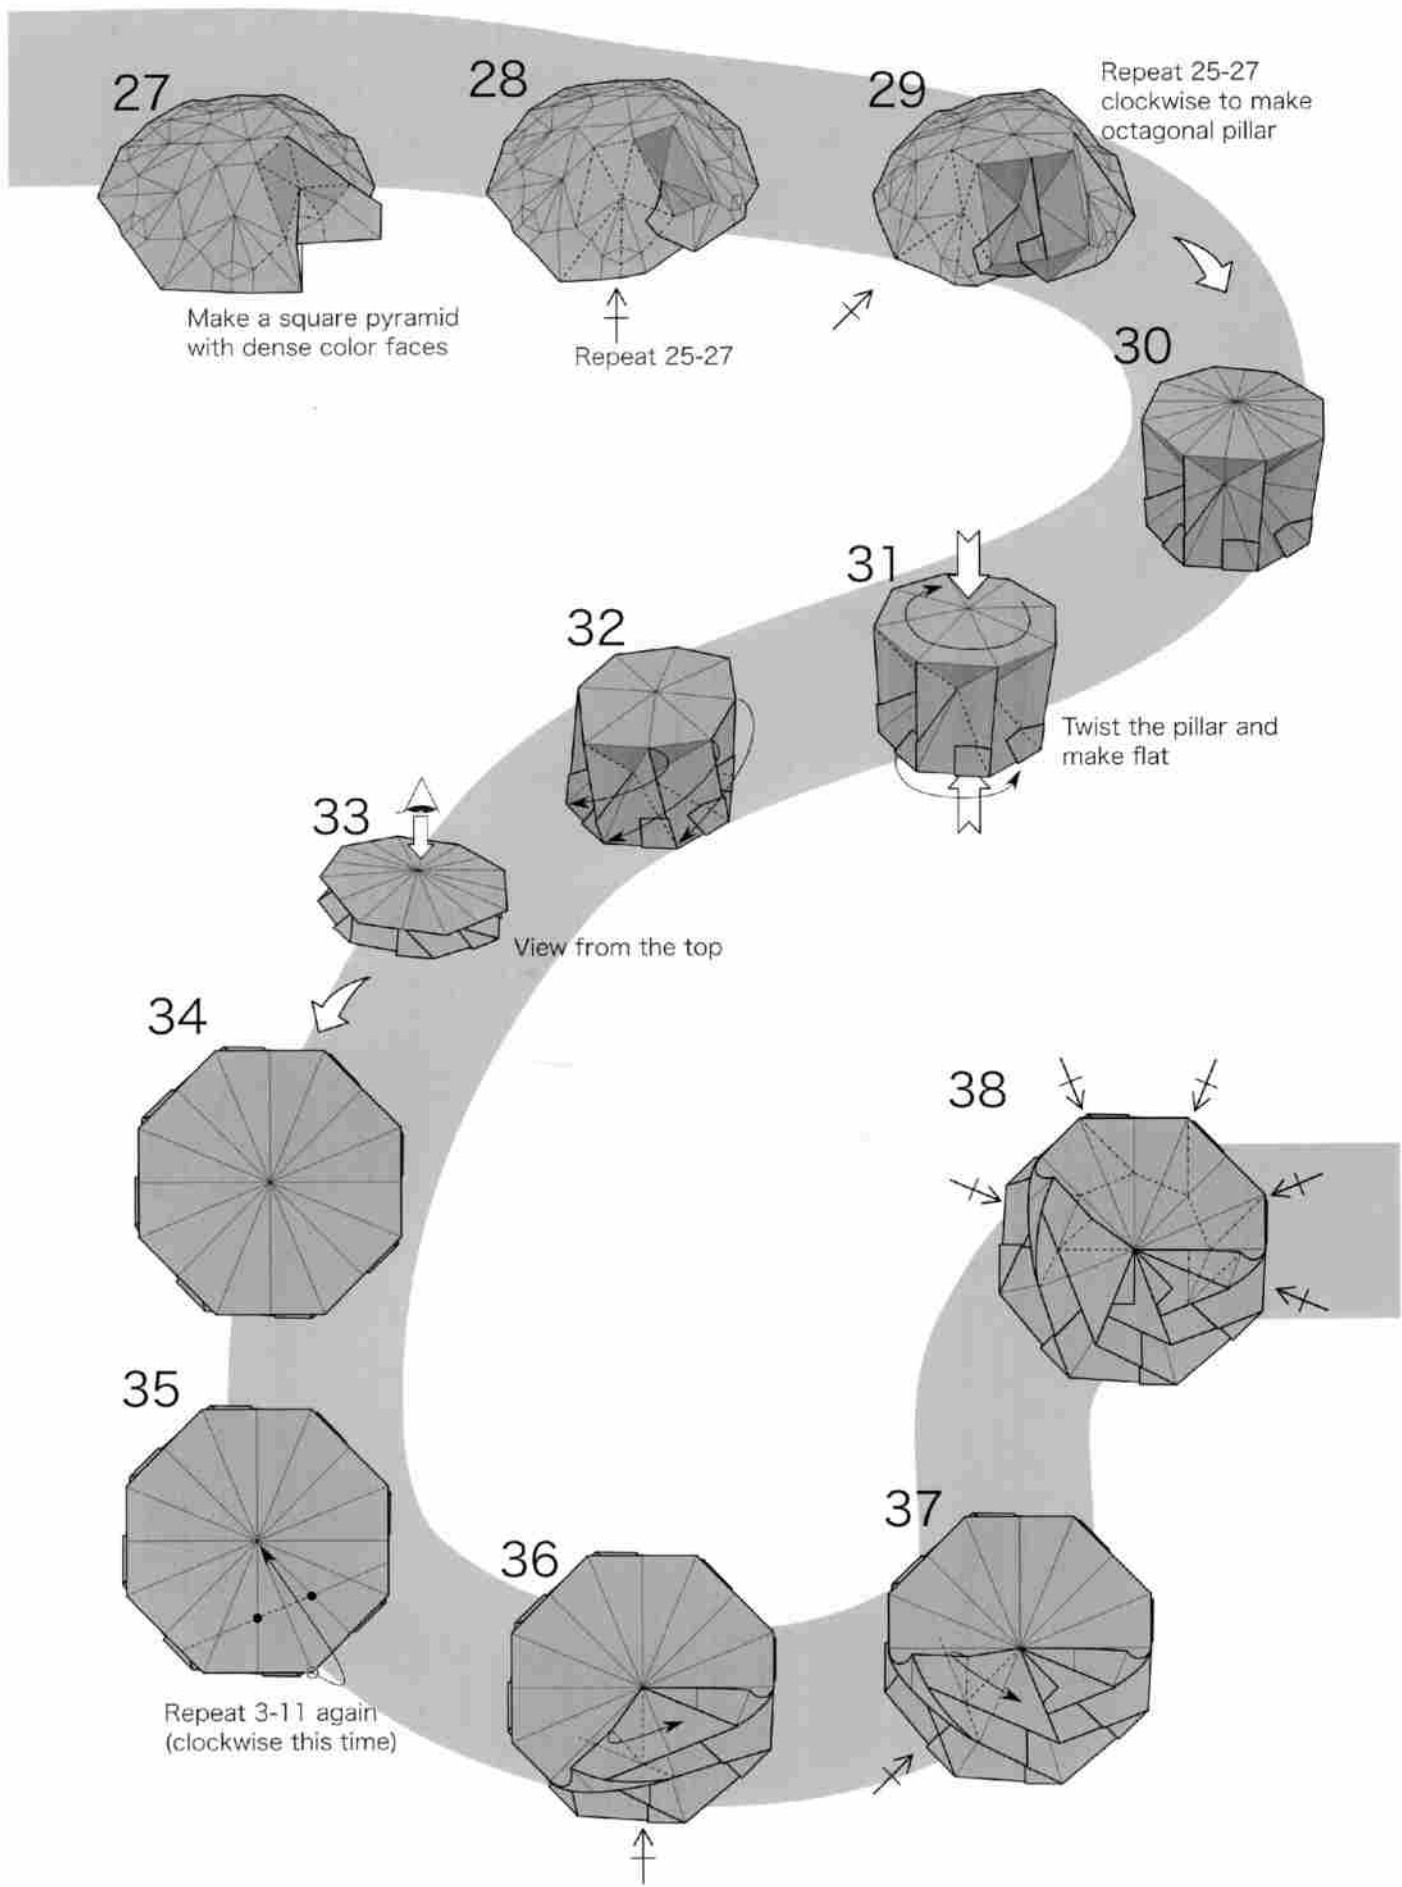 27
28
29
Repeat 25-27
clockwise to make
octagonal pillar
Make a square pyramid
with dense color faces
Repeat 25-27
30
31
32
Twist the pillar and
make flat
33
View from the top
34
38
35
37
36
Repeat 3-11 again
(clockwise this time)